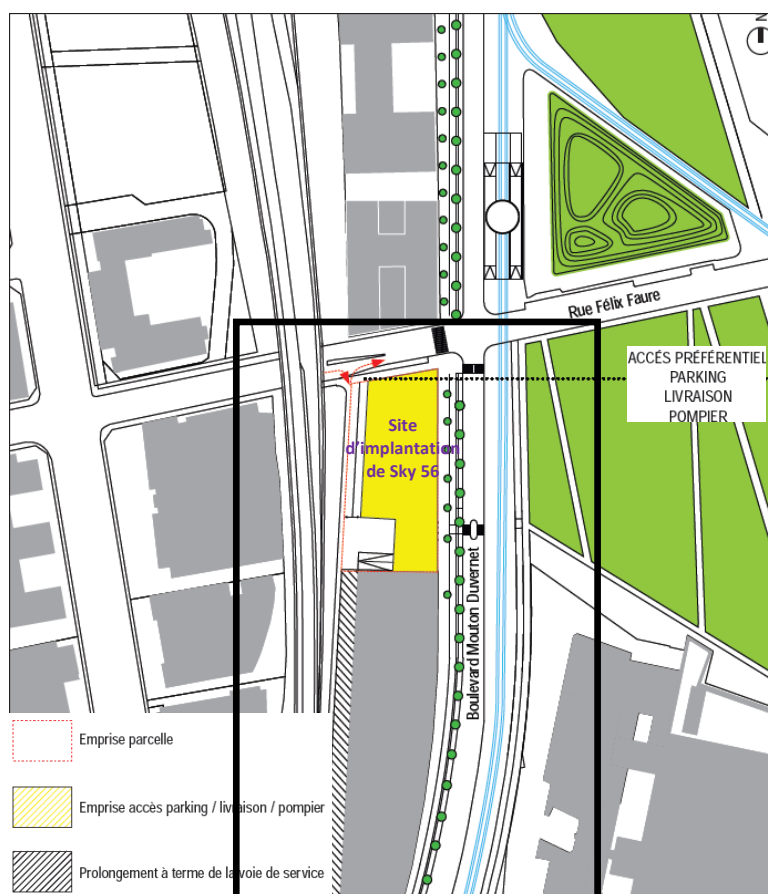 N
Rue Félix Faure
ACCÉS PRÉFÉRENTIEL
PARKING
LIVRAISON
POMPIER
Site
d'implantation
de Sky 56
Boulevard Mouton Duvernet
Emprise parcelle
Emprise accès parking / livraison / pompier
Prolongement à terme de la voie de service